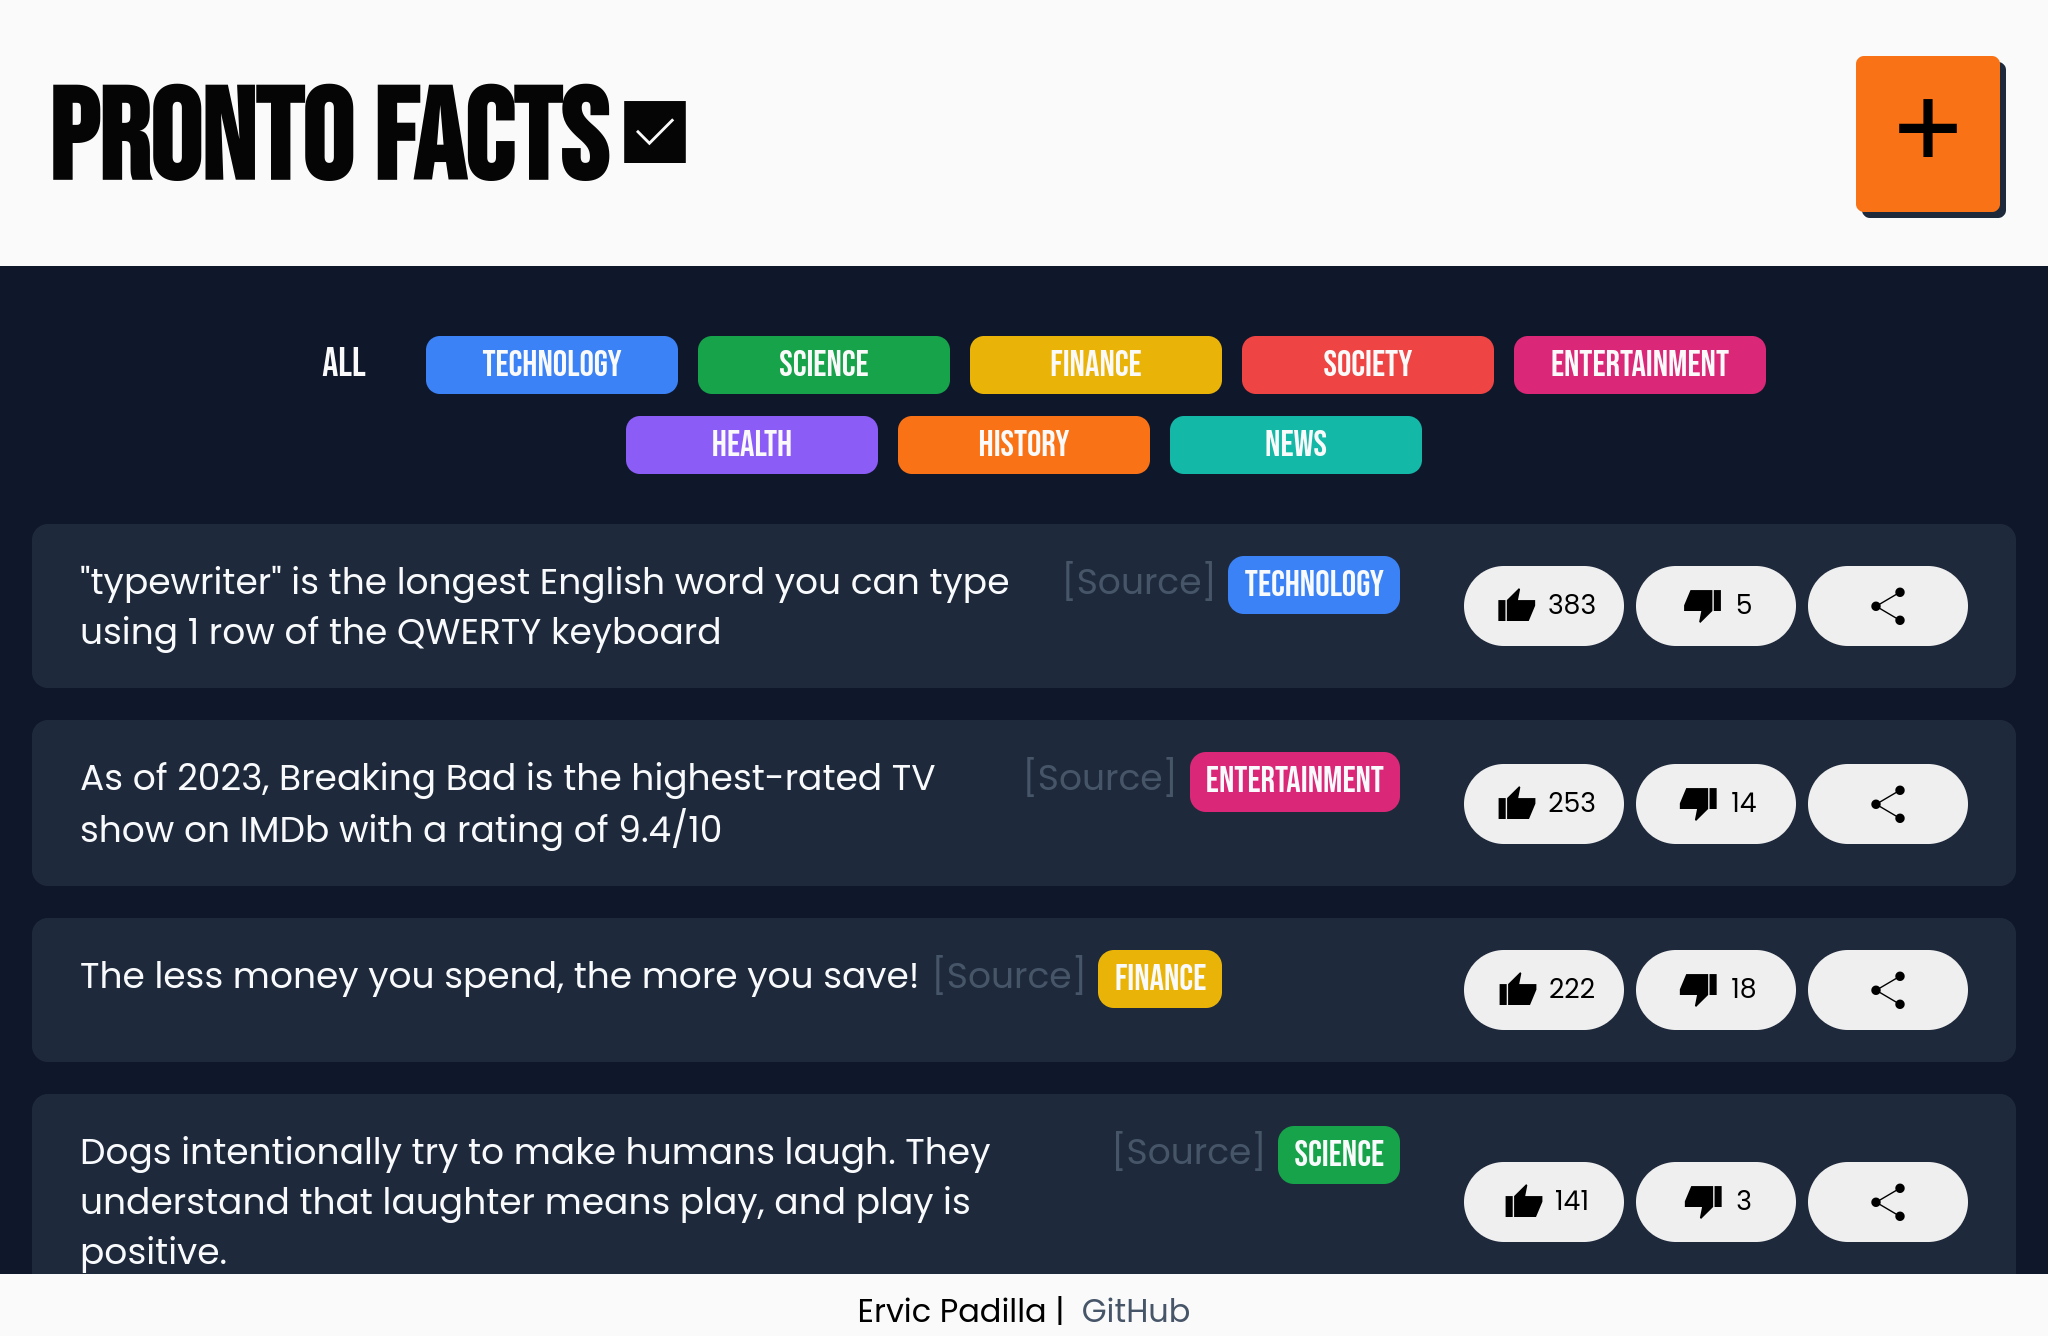 PRONTO FACTS
+
ALL TECHNOLOGY SCIENCE FINANCE SOCIETY ENTERTAINMENT
HEALTH HISTORY NEWS
"typewriter" is the longest English word you can type [Source] TECHNOLOGY 383 5
using 1 row of the QWERTY keyboard
As of 2023, Breaking Bad is the highest-rated TV [Source] ENTERTAINMENT 253 14
show on IMDb with a rating of 9.4/10
The less money you spend, the more you save! [Source] FINANCE 222 18
Dogs intentionally try to make humans laugh. They [Source] SCIENCE 141 3
understand that laughter means play, and play is
positive.
Ervic Padilla | GitHub